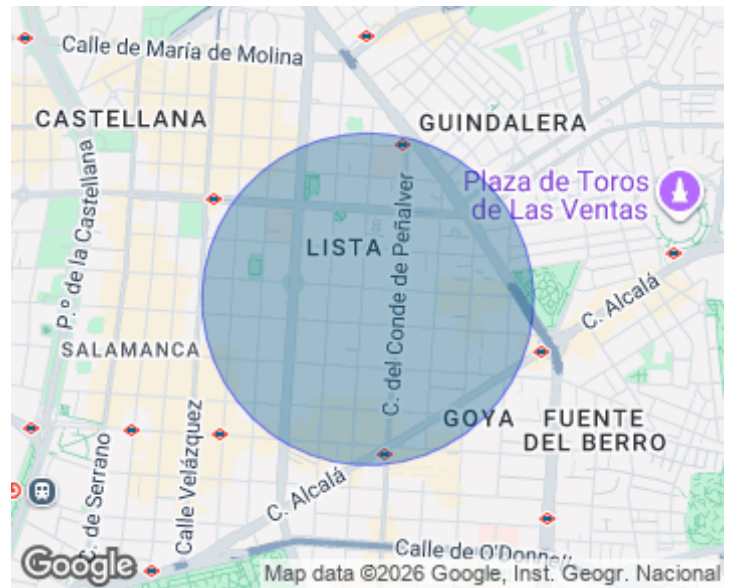 Calle de María de Molina
CASTELLANA
GUINDALERA
Plaza de Toros
de Las Ventas
P.º de la Castellana
LISTA
C. del Conde de Peñalver
C. Alcalá
SALAMANCA
Calle Velázquez
GOYA
FUENTE
DEL BERRO
C. de Serrano
C. Alcalá
Calle de O'Donnell
Google
Map data ©2026 Google, Inst. Geogr. Nacional